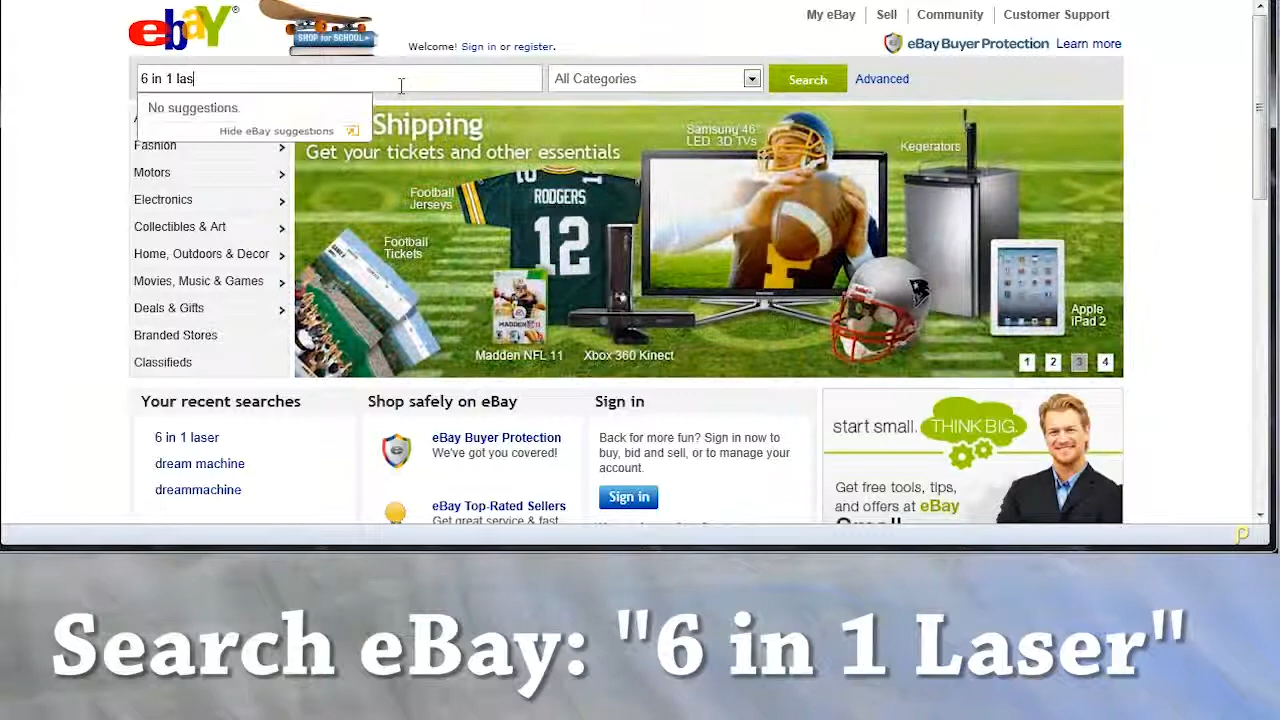 ebaY®
SHOP for SCHOOL>
Welcome! Sign in or register.
My eBay
Sell
Community
Customer Support
eBay Buyer Protection Learn more
6 in 1 las
All Categories
Search
Advanced
No suggestions.
Hide eBay suggestions
Fashion
Motors
Electronics
Collectibles & Art
Home, Outdoors & Decor
Movies, Music & Games
Deals & Gifts
Branded Stores
Classifieds
Shipping
Get your tickets and other essentials
Football
Jerseys
Football
Tickets
RODGERS
12
Samsung 46"
LED 3D TVs
Kegerators
MADDEN
Madden NFL 11
Xbox 360 Kinect
Apple
iPad 2
1
2
3
4
Your recent searches
6 in 1 laser
dream machine
dreammachine
Shop safely on eBay
eBay Buyer Protection
We've got you covered!
eBay Top-Rated Sellers
Get great service & fast
Sign in
Back for more fun? Sign in now to
buy, bid and sell, or to manage your
account.
Sign in
start small. THINK BIG.
Get free tools, tips,
and offers at eBay
Small
Search eBay: "6 in 1 Laser"